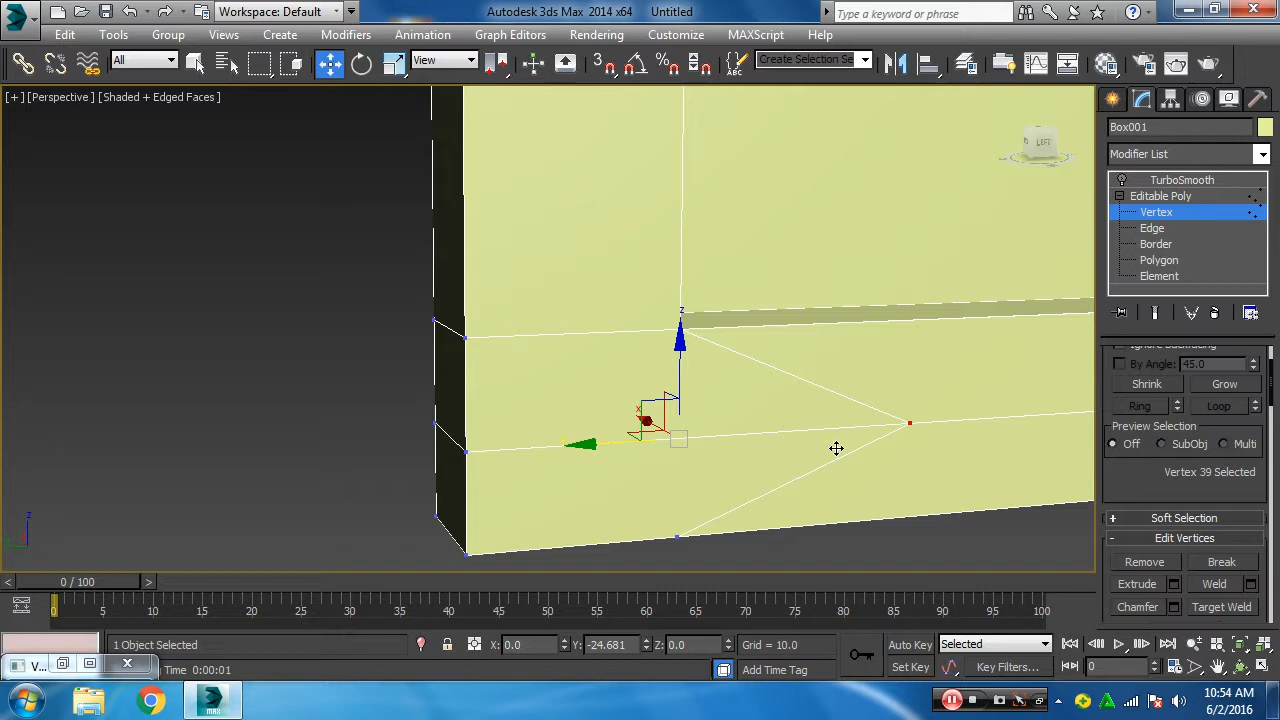 Workspace: Default
Autodesk 3ds Max 2014 x64 Untitled
Type a keyword or phrase
Edit Tools Group Views Create Modifiers Animation Graph Editors Rendering Customize MAXScript Help
All View Create Selection Se
[+] [Perspective] [Shaded + Edged Faces]
Box001
LEFT
Modifier List
TurboSmooth
Editable Poly
Vertex
Edge
Border
Polygon
Element
z
x
Ignore Backfacing
By Angle: 45.0
Shrink Grow
Ring Loop
Preview Selection
Off SubObj Multi
Vertex 39 Selected
z
Soft Selection
Edit Vertices
Remove Break
Extrude Weld
Chamfer Target Weld
0 / 100
0 5 10 15 20 25 30 35 40 45 50 55 60 65 70 75 80 85 90 95 100
1 Object Selected X: 0.0 Y: -24.681 Z: 0.0 Grid = 10.0 Auto Key Selected
V... Time 0:00:01 Add Time Tag Set Key Key Filters... 0
MAX
10:54 AM
6/2/2016